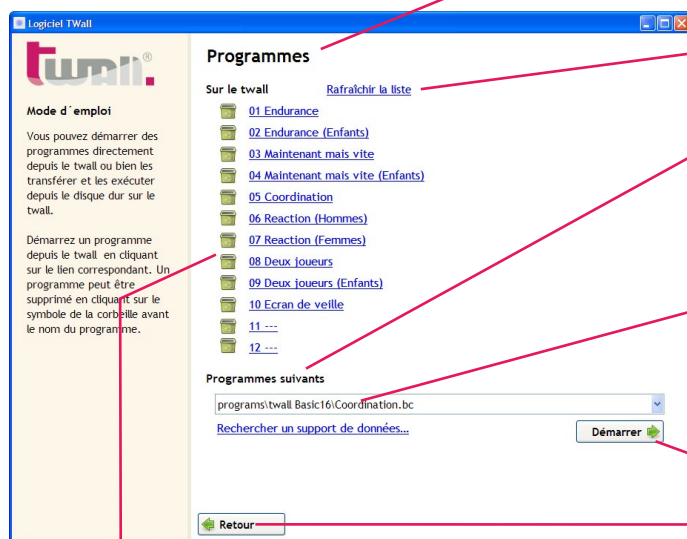 Logiciel TWall
twall.®
Mode d´emploi
Vous pouvez démarrer des
programmes directement
depuis le twall ou bien les
transférer et les exécuter
depuis le disque dur sur le
twall.
Démarrez un programme
depuis le twall en cliquant
sur le lien correspondant. Un
programme peut être
supprimé en cliquant sur le
symbole de la corbeille avant
le nom du programme.
Programmes
Sur le twall Rafraîchir la liste
01 Endurance
02 Endurance (Enfants)
03 Maintenant mais vite
04 Maintenant mais vite (Enfants)
05 Coordination
06 Reaction (Hommes)
07 Reaction (Femmes)
08 Deux joueurs
09 Deux joueurs (Enfants)
10 Ecran de veille
11 ---
12 ---
Programmes suivants
programs\twall Basic16\Coordination.bc
Rechercher un support de données...
Démarrer
Retour